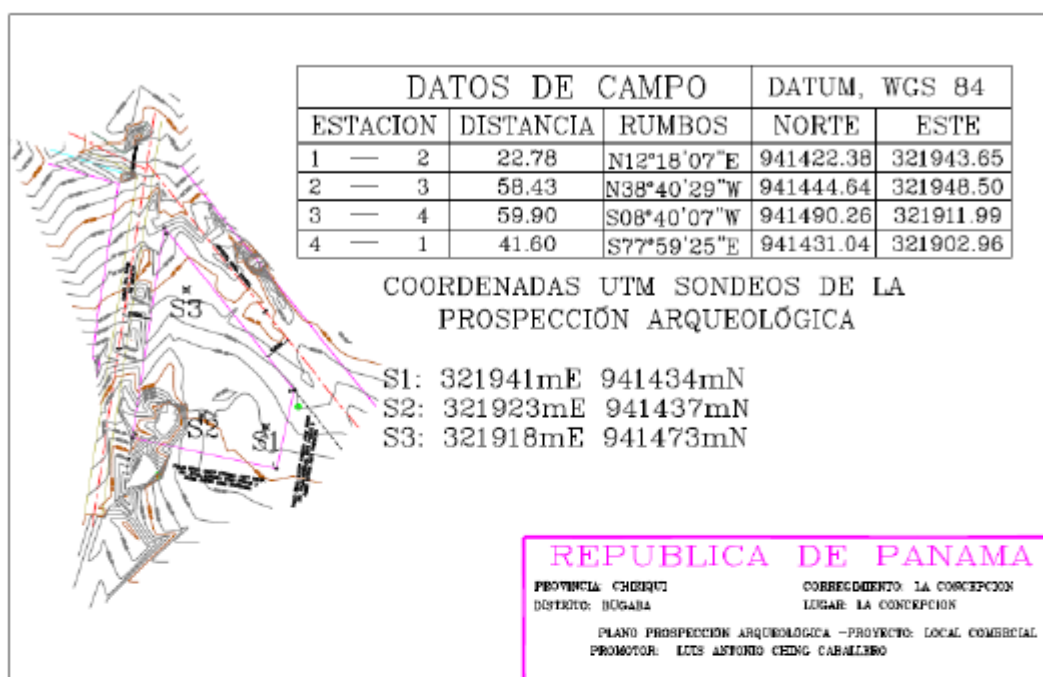 DATOS DE CAMPO DATUM, WGS 84
ESTACION DISTANCIA RUMBOS NORTE ESTE
1 — 2 22.78 N12°18'07"E 941422.38 321943.65
2 — 3 58.43 N38°40'29"W 941444.64 321948.50
3 — 4 59.90 S08°40'07"W 941490.26 321911.99
4 — 1 41.60 S77°59'25"E 941431.04 321902.96
COORDENADAS UTM SONDEOS DE LA
PROSPECCIÓN ARQUEOLÓGICA
S1: 321941mE 941434mN
S2: 321923mE 941437mN
S3: 321918mE 941473mN
S3
S2
S1
REPUBLICA DE PANAMA
PROVINCIA: CHIRIQUI CORREGIMIENTO: LA CONCEPCION
DISTRITO: BUGABA LUGAR: LA CONCEPCION
PLANO PROSPECCIÓN ARQUEOLÓGICA -PROYECTO: LOCAL COMERCIAL
PROMOTOR: LUIS ANTONIO CHING CABALLERO